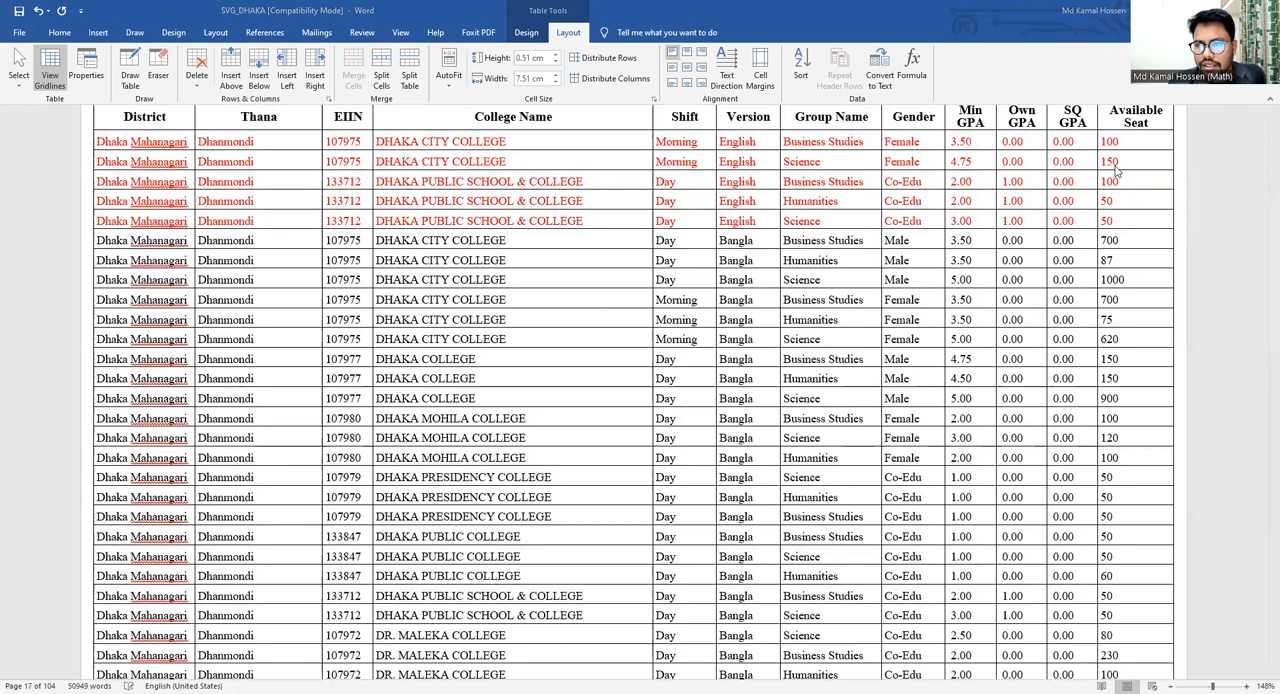 SVG_DHAKA [Compatibility Mode] - Word
Table Tools
Md Kamal Hossen
File Home Insert Draw Design Layout References Mailings Review View Help Foxit PDF Design Layout Tell me what you want to do
Select View Gridlines Properties Draw Table Eraser Delete Insert Above Insert Below Insert Left Insert Right Merge Cells Split Cells Split Table AutoFit Height: 0.51 cm Distribute Rows Text Direction Cell Margins Sort Repeat Header Rows Convert to Text Formula
Width: 7.51 cm Distribute Columns
Table Draw Rows & Columns Merge Cell Size Alignment Data
Md Kamal Hossen (Math)
District Thana EIIN College Name Shift Version Group Name Gender Min GPA Own GPA SQ GPA Available Seat
Dhaka Mahanagari Dhanmondi 107975 DHAKA CITY COLLEGE Morning English Business Studies Female 3.50 0.00 0.00 100
Dhaka Mahanagari Dhanmondi 107975 DHAKA CITY COLLEGE Morning English Science Female 4.75 0.00 0.00 150
Dhaka Mahanagari Dhanmondi 133712 DHAKA PUBLIC SCHOOL & COLLEGE Day English Business Studies Co-Edu 2.00 1.00 0.00 100
Dhaka Mahanagari Dhanmondi 133712 DHAKA PUBLIC SCHOOL & COLLEGE Day English Humanities Co-Edu 2.00 1.00 0.00 50
Dhaka Mahanagari Dhanmondi 133712 DHAKA PUBLIC SCHOOL & COLLEGE Day English Science Co-Edu 3.00 1.00 0.00 50
Dhaka Mahanagari Dhanmondi 107975 DHAKA CITY COLLEGE Day Bangla Business Studies Male 3.50 0.00 0.00 700
Dhaka Mahanagari Dhanmondi 107975 DHAKA CITY COLLEGE Day Bangla Humanities Male 3.50 0.00 0.00 87
Dhaka Mahanagari Dhanmondi 107975 DHAKA CITY COLLEGE Day Bangla Science Male 5.00 0.00 0.00 1000
Dhaka Mahanagari Dhanmondi 107975 DHAKA CITY COLLEGE Morning Bangla Business Studies Female 3.50 0.00 0.00 700
Dhaka Mahanagari Dhanmondi 107975 DHAKA CITY COLLEGE Morning Bangla Humanities Female 3.50 0.00 0.00 75
Dhaka Mahanagari Dhanmondi 107975 DHAKA CITY COLLEGE Morning Bangla Science Female 5.00 0.00 0.00 620
Dhaka Mahanagari Dhanmondi 107977 DHAKA COLLEGE Day Bangla Business Studies Male 4.75 0.00 0.00 150
Dhaka Mahanagari Dhanmondi 107977 DHAKA COLLEGE Day Bangla Humanities Male 4.50 0.00 0.00 150
Dhaka Mahanagari Dhanmondi 107977 DHAKA COLLEGE Day Bangla Science Male 5.00 0.00 0.00 900
Dhaka Mahanagari Dhanmondi 107980 DHAKA MOHILA COLLEGE Day Bangla Business Studies Female 2.00 0.00 0.00 100
Dhaka Mahanagari Dhanmondi 107980 DHAKA MOHILA COLLEGE Day Bangla Science Female 3.00 0.00 0.00 120
Dhaka Mahanagari Dhanmondi 107980 DHAKA MOHILA COLLEGE Day Bangla Humanities Female 2.00 0.00 0.00 100
Dhaka Mahanagari Dhanmondi 107979 DHAKA PRESIDENCY COLLEGE Day Bangla Science Co-Edu 1.00 0.00 0.00 50
Dhaka Mahanagari Dhanmondi 107979 DHAKA PRESIDENCY COLLEGE Day Bangla Humanities Co-Edu 1.00 0.00 0.00 50
Dhaka Mahanagari Dhanmondi 107979 DHAKA PRESIDENCY COLLEGE Day Bangla Business Studies Co-Edu 1.00 0.00 0.00 50
Dhaka Mahanagari Dhanmondi 133847 DHAKA PUBLIC COLLEGE Day Bangla Business Studies Co-Edu 1.00 0.00 0.00 50
Dhaka Mahanagari Dhanmondi 133847 DHAKA PUBLIC COLLEGE Day Bangla Science Co-Edu 1.00 0.00 0.00 50
Dhaka Mahanagari Dhanmondi 133847 DHAKA PUBLIC COLLEGE Day Bangla Humanities Co-Edu 1.00 0.00 0.00 60
Dhaka Mahanagari Dhanmondi 133712 DHAKA PUBLIC SCHOOL & COLLEGE Day Bangla Business Studies Co-Edu 2.00 1.00 0.00 50
Dhaka Mahanagari Dhanmondi 133712 DHAKA PUBLIC SCHOOL & COLLEGE Day Bangla Science Co-Edu 3.00 1.00 0.00 50
Dhaka Mahanagari Dhanmondi 107972 DR. MALEKA COLLEGE Day Bangla Science Co-Edu 2.50 0.00 0.00 80
Dhaka Mahanagari Dhanmondi 107972 DR. MALEKA COLLEGE Day Bangla Business Studies Co-Edu 2.00 0.00 0.00 230
Dhaka Mahanagari Dhanmondi 107972 DR. MALEKA COLLEGE Day Bangla Humanities Co-Edu 2.00 0.00 0.00 100
Page 17 of 104 50949 words English (United States) 148%